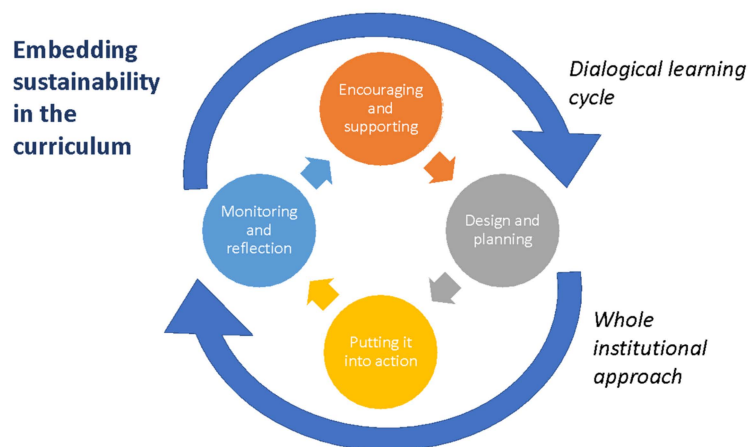 Embedding
sustainability
in the
curriculum
Dialogical learning
cycle
Encouraging
and
supporting
Monitoring
and
reflection
Design and
planning
Putting it
into action
Whole
institutional
approach